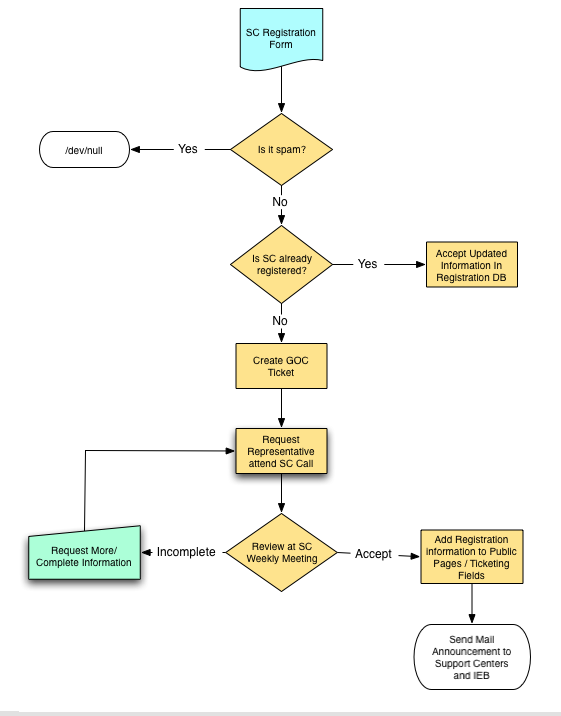 SC Registration
Form
Is it spam?
Yes
/dev/null
No
Is SC already
registered?
Yes
Accept Updated
Information In
Registration DB
No
Create GOC
Ticket
Request
Representative
attend SC Call
Review at SC
Weekly Meeting
Incomplete
Request More/
Complete Information
Accept
Add Registration
information to Public
Pages / Ticketing
Fields
Send Mail
Announcement to
Support Centers
and IEB